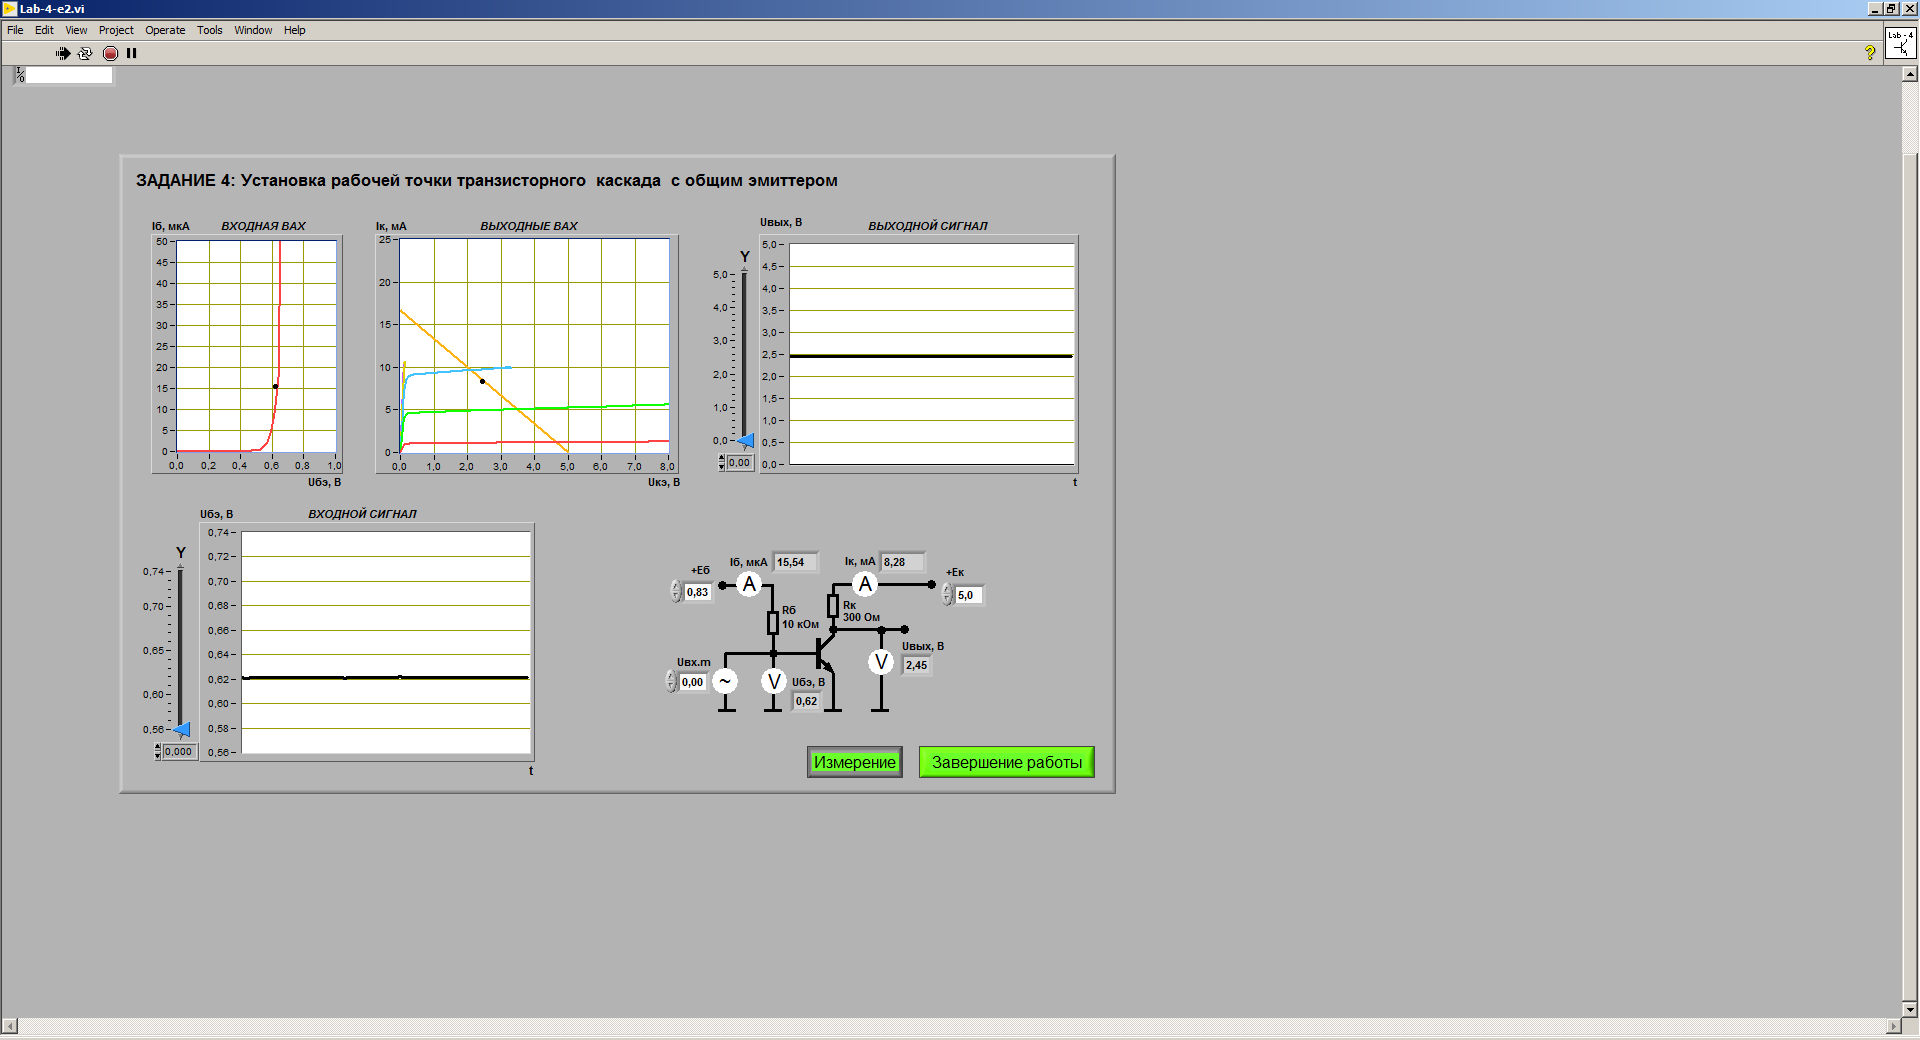 Lab-4-e2.vi
File Edit View Project Operate Tools Window Help
Lab - 4
ЗАДАНИЕ 4: Установка рабочей точки транзисторного каскада с общим эмиттером
Iб, мкА ВХОДНАЯ ВАХ
50
45
40
35
30
25
20
15
10
5
0
0,0 0,2 0,4 0,6 0,8 1,0
Uбэ, В
Iк, мА ВЫХОДНЫЕ ВАХ
25
20
15
10
5
0
0,0 1,0 2,0 3,0 4,0 5,0 6,0 7,0 8,0
Uкэ, В
Y
5,0
4,0
3,0
2,0
1,0
0,0
0,00
Uвых, В ВЫХОДНОЙ СИГНАЛ
5,0
4,5
4,0
3,5
3,0
2,5
2,0
1,5
1,0
0,5
0,0
t
Y
0,74
0,70
0,65
0,60
0,56
0,000
Uбэ, В ВХОДНОЙ СИГНАЛ
0,74
0,72
0,70
0,68
0,66
0,64
0,62
0,60
0,58
0,56
t
Iб, мкА 15,54 Iк, мА 8,28
+Eб +Eк
0,83 A A 5,0
Rб
10 кОм
Rк
300 Ом
Uвх.m Uвых, В
0,00 ~ V Uбэ, В V 2,45
0,62
Измерение Завершение работы